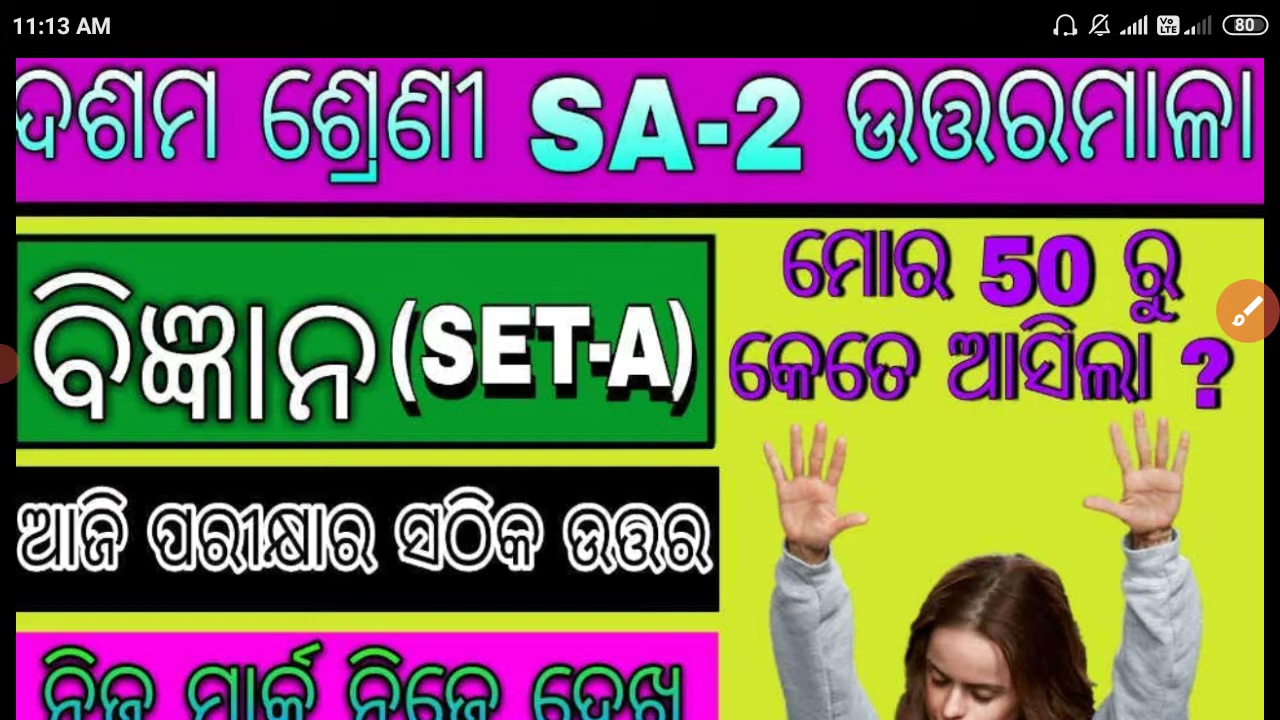 11:13 AM
80
ଦଶମ ଶ୍ରେଣୀ SA-2 ଉତ୍ତରମାଳା
ବିଜ୍ଞାନ (SET-A)
ମୋର 50 ରୁ
କେତେ ଆସିଲା ?
ଆଜି ପରୀକ୍ଷାର ସଠିକ ଉତ୍ତର
ନିଜ ମାର୍କ ନିଜେ ଦେଖ